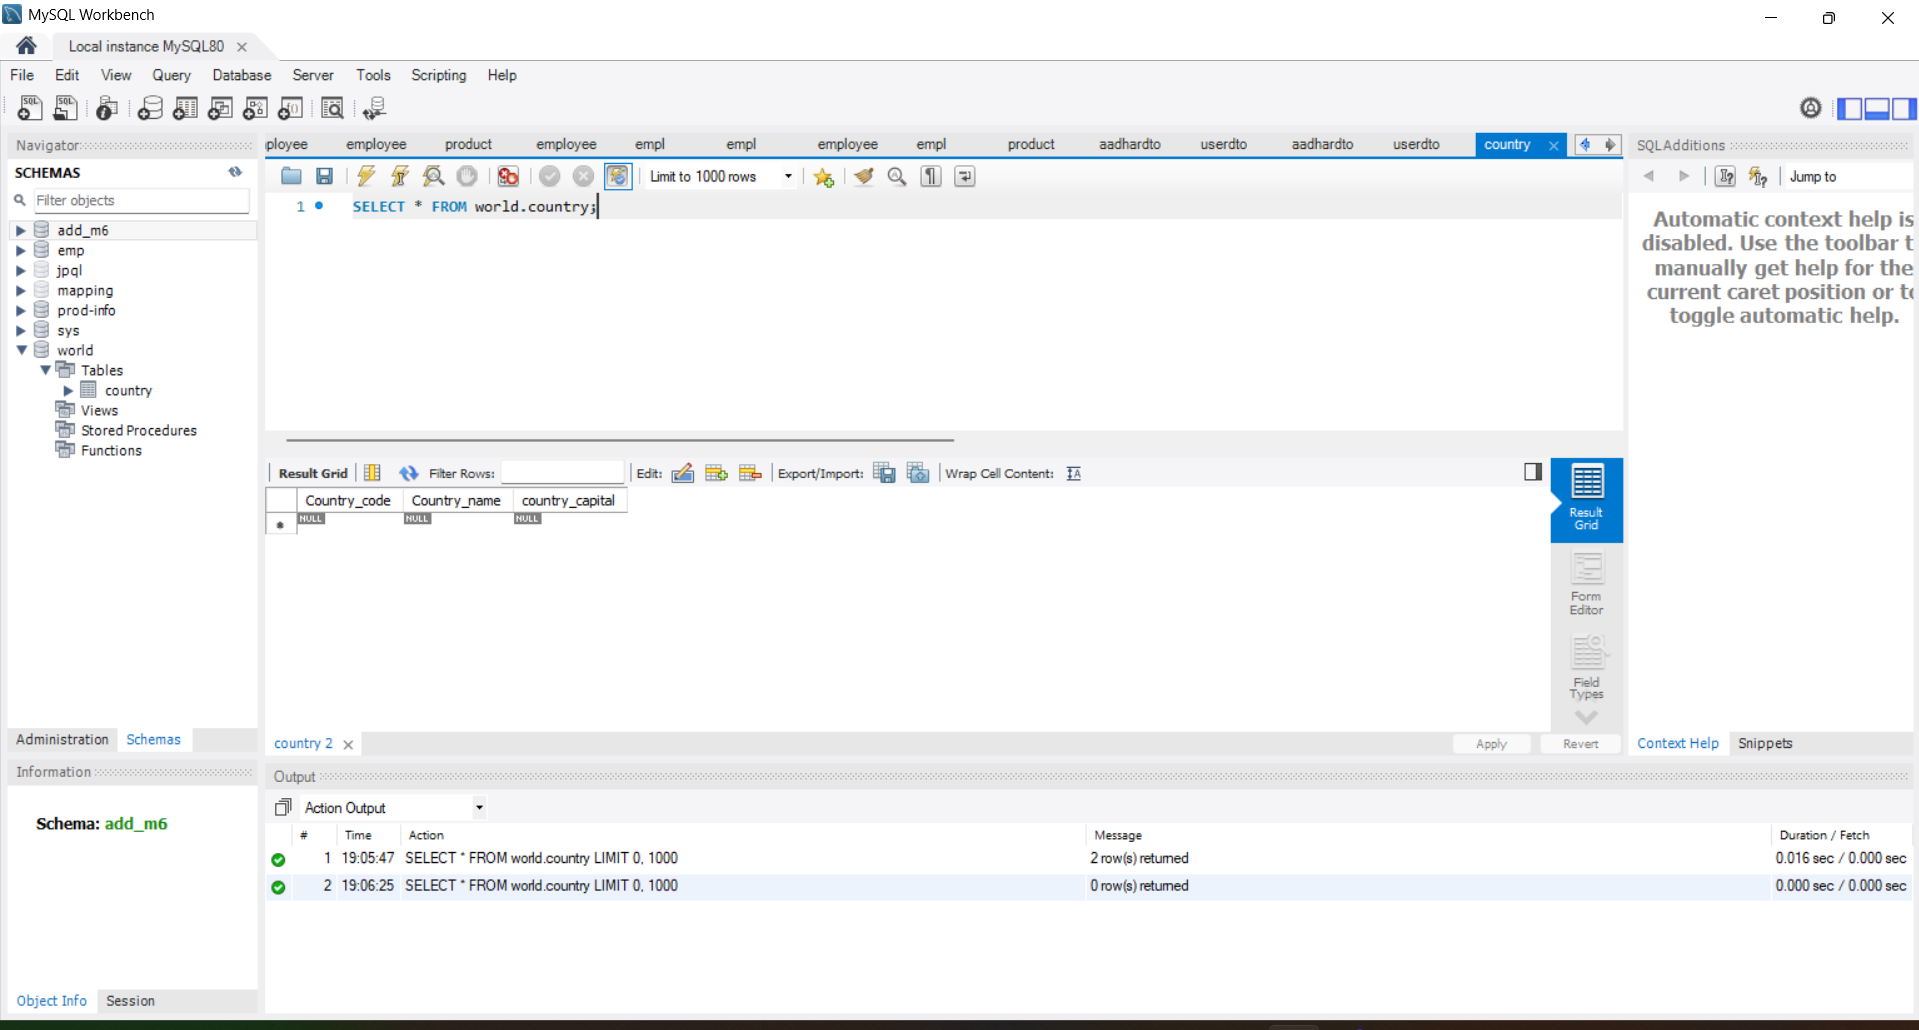 MySQL Workbench
Local instance MySQL80
File Edit View Query Database Server Tools Scripting Help
Navigator
SCHEMAS
Filter objects
add_m6
emp
jpql
mapping
prod-info
sys
world
Tables
country
Views
Stored Procedures
Functions
Administration Schemas
Information
Schema: add_m6
Object Info Session
ployee employee product employee empl empl employee empl product aadhardto userdto aadhardto userdto country
Limit to 1000 rows
1 SELECT * FROM world.country;
Result Grid Filter Rows: Edit: Export/Import: Wrap Cell Content:
Country_code Country_name country_capital
NULL NULL NULL
Result
Grid
Form
Editor
Field
Types
country 2
Apply Revert
SQLAdditions
Jump to
Automatic context help is
disabled. Use the toolbar t
manually get help for the
current caret position or to
toggle automatic help.
Context Help Snippets
Output
Action Output
# Time Action Message Duration / Fetch
1 19:05:47 SELECT * FROM world.country LIMIT 0, 1000 2 row(s) returned 0.016 sec / 0.000 sec
2 19:06:25 SELECT * FROM world.country LIMIT 0, 1000 0 row(s) returned 0.000 sec / 0.000 sec